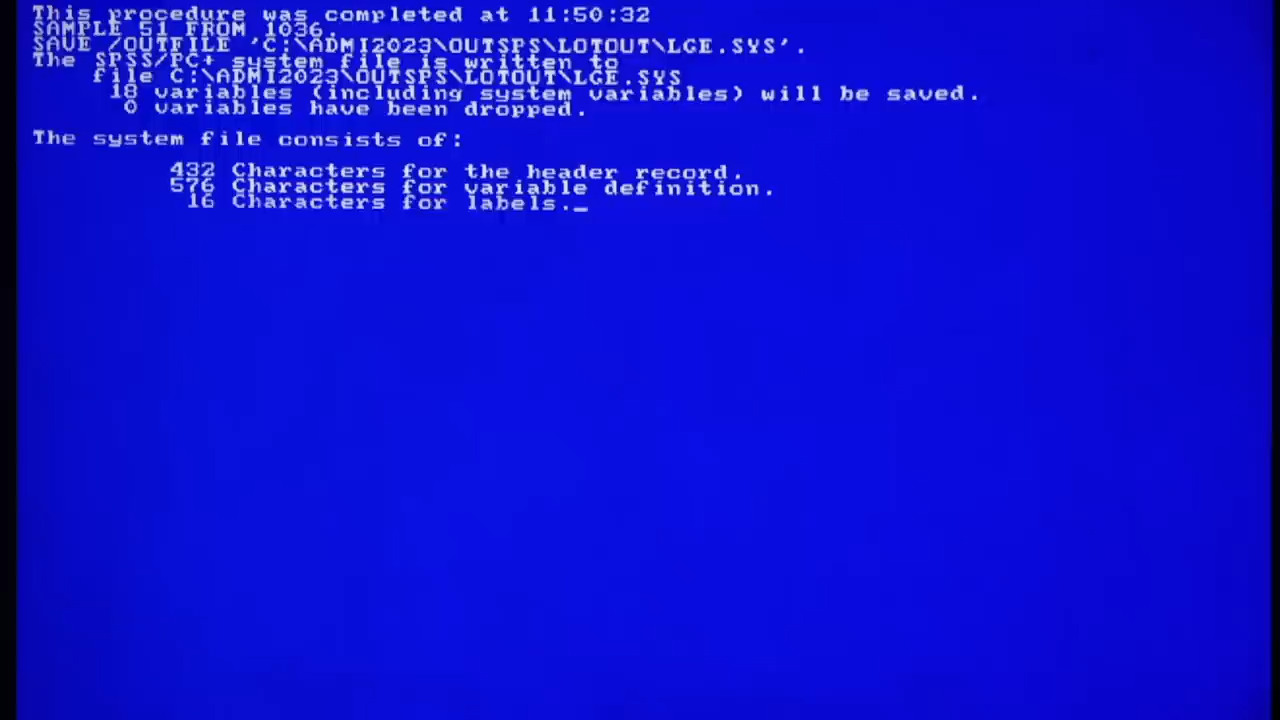 This procedure was completed at 11:50:32
SAMPLE 51 FROM 1036.
SAVE /OUTFILE 'C:\ADMI2023\OUTSPS\LOTOUT\LGE.SYS'.
The SPSS/PC+ system file is written to
file C:\ADMI2023\OUTSPS\LOTOUT\LGE.SYS
18 variables (including system variables) will be saved.
0 variables have been dropped.
The system file consists of:
432 Characters for the header record.
576 Characters for variable definition.
16 Characters for labels._